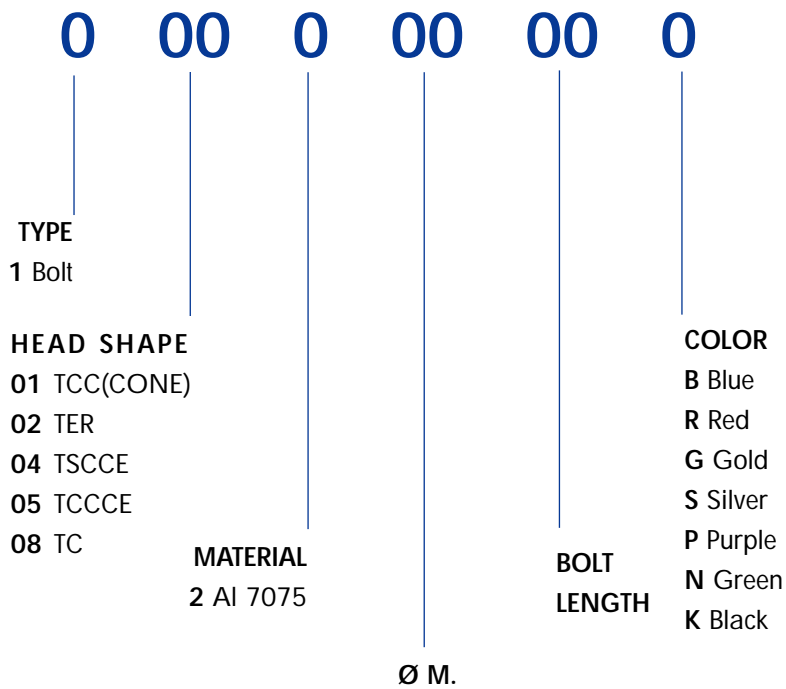 0 00 0 00 00 0
TYPE
1 Bolt
HEAD SHAPE
01 TCC(CONE)
02 TER
04 TSCCE
05 TCCCE
08 TC
MATERIAL
2 Al 7075
Ø M.
BOLT
LENGTH
COLOR
B Blue
R Red
G Gold
S Silver
P Purple
N Green
K Black